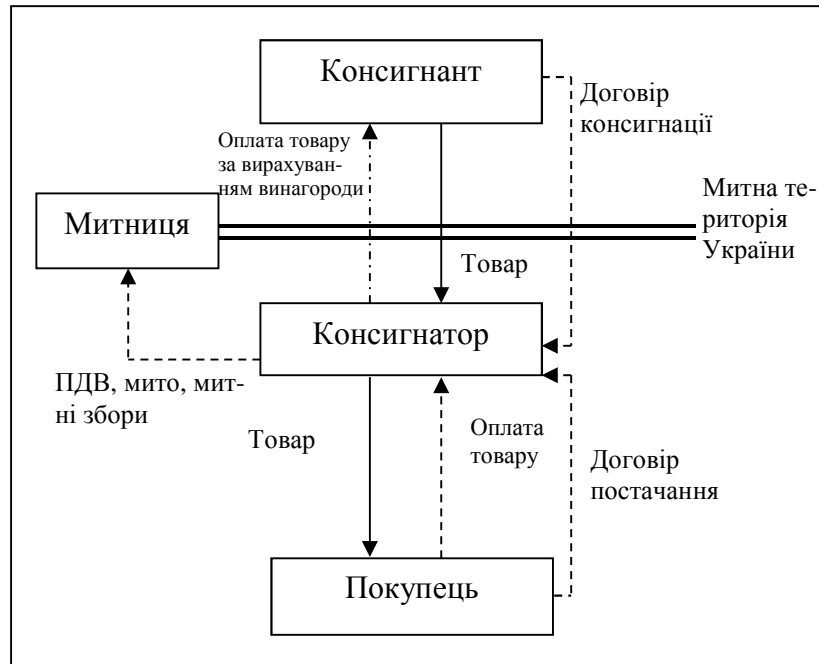 Консигнант
Договір
консигнації
Оплата товару
за вирахуван-
ням винагороди
Митниця
Митна те-
риторія
України
Товар
Консигнатор
ПДВ, мито, мит-
ні збори
Товар
Оплата
товару
Договір
постачання
Покупець